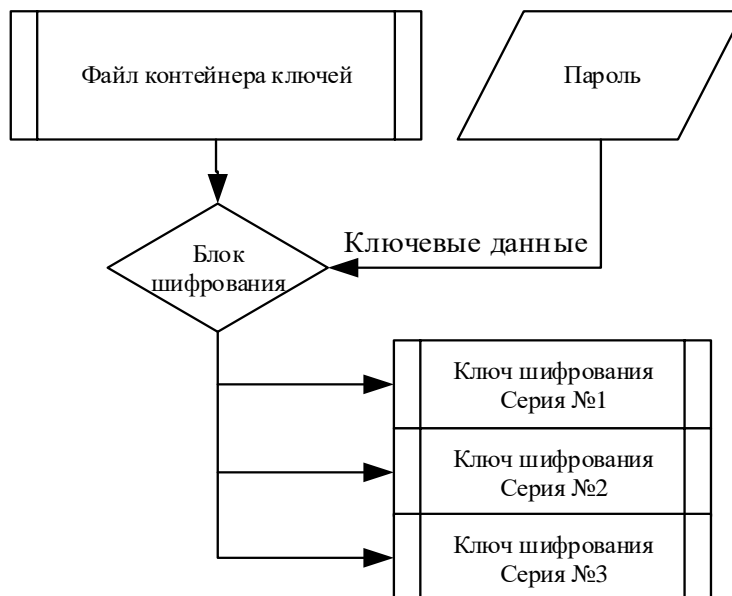 Файл контейнера ключей
Пароль
Ключевые данные
Блок
шифрования
Ключ шифрования
Серия №1
Ключ шифрования
Серия №2
Ключ шифрования
Серия №3